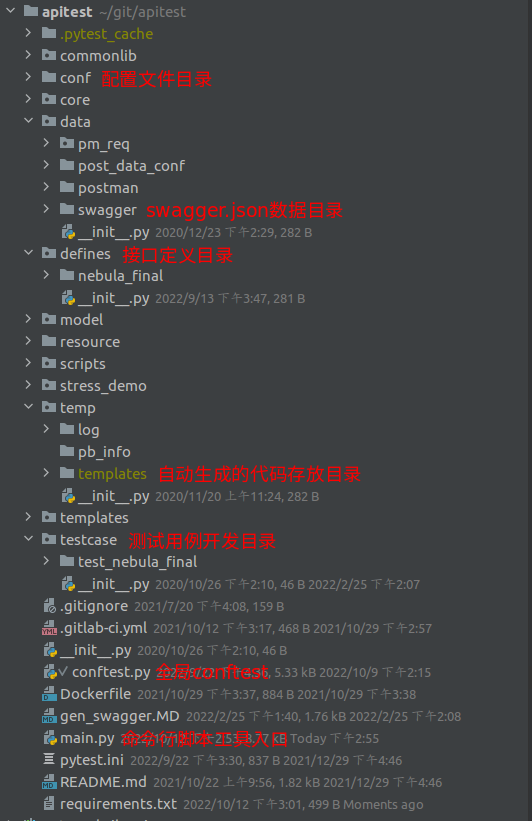 apitest ~/git/apitest
.pytest_cache
commonlib
conf 配置文件目录
core
data
pm_req
post_data_conf
postman
swagger swagger.json数据目录
__init__.py 2020/12/23 下午2:29, 282 B
defines 接口定义目录
nebula_final
__init__.py 2022/9/13 下午3:47, 281 B
model
resource
scripts
stress_demo
temp
log
pb_info
templates 自动生成的代码存放目录
__init__.py 2020/11/20 上午11:24, 282 B
templates
testcase 测试用例开发目录
test_nebula_final
__init__.py 2020/10/26 下午2:10, 46 B 2022/2/25 下午2:07
.gitignore 2021/7/20 下午4:08, 159 B
.gitlab-ci.yml 2021/10/12 下午3:17, 468 B 2021/10/29 下午2:57
__init__.py 2020/10/26 下午2:10, 46 B
conftest.py 全局conftest 5.33 kB 2022/10/9 下午2:15
Dockerfile 2021/10/29 下午3:37, 884 B 2021/10/29 下午3:38
gen_swagger.MD 2022/2/25 下午1:40, 1.76 kB 2022/2/25 下午2:08
main.py 命令行脚本工具入口 Today 下午2:55
pytest.ini 2022/9/22 下午3:30, 837 B 2021/12/29 下午4:46
README.md 2021/10/22 上午9:56, 1.82 kB 2021/12/29 下午4:46
requirements.txt 2022/10/12 下午3:01, 499 B Moments ago